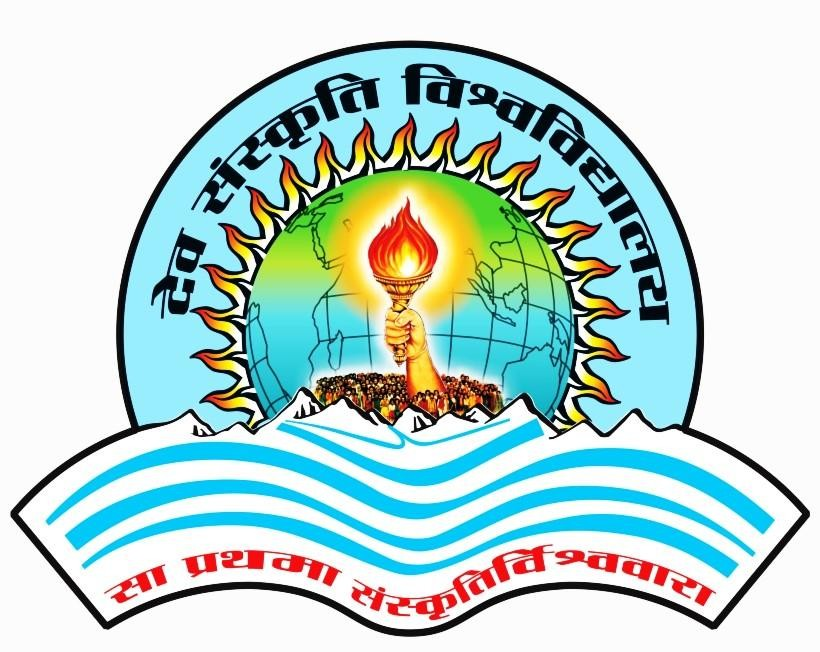 देव संस्कृति विश्वविद्यालय
सा प्रथमा संस्कृतिर्विश्ववारा